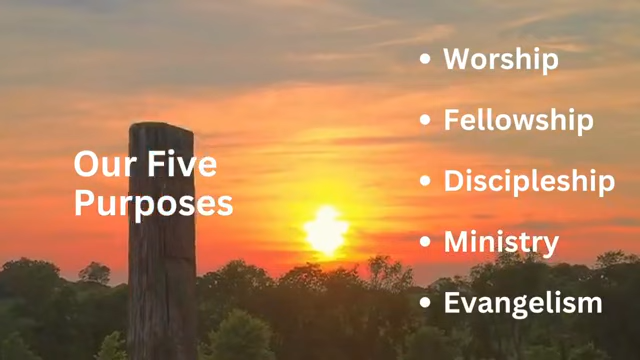 Our Five
Purposes
• Worship
• Fellowship
• Discipleship
• Ministry
• Evangelism